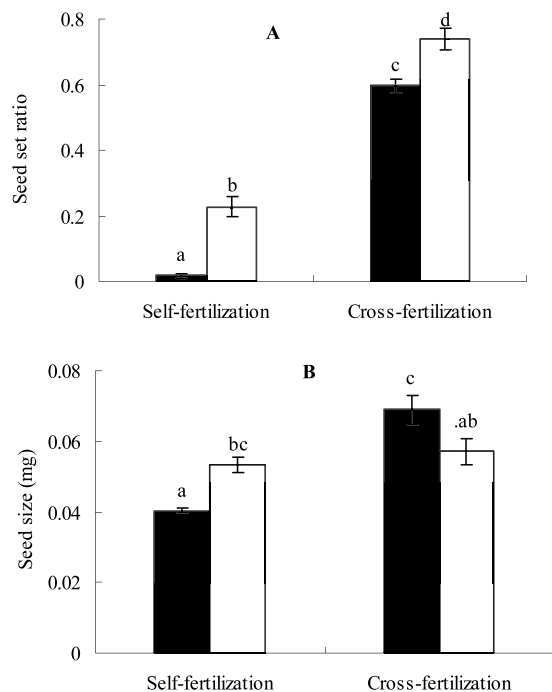 0.8
A
d
c
0.6
Seed set ratio
0.4
b
0.2
a
0
Self-fertilization Cross-fertilization
0.08
B
c
.ab
0.06
bc
Seed size (mg)
a
0.04
0.02
0
Self-fertilization Cross-fertilization